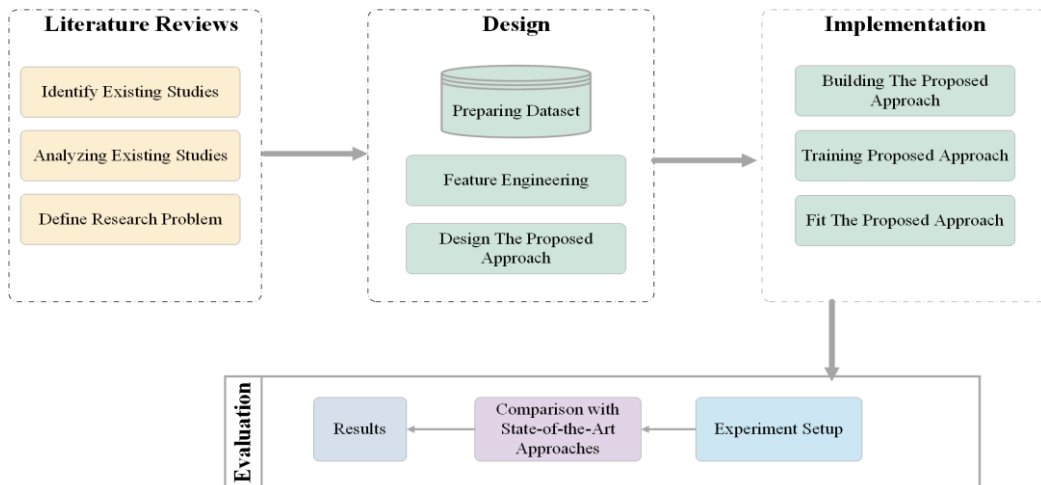 Literature Reviews
Identify Existing Studies
Analyzing Existing Studies
Define Research Problem
Design
Preparing Dataset
Feature Engineering
Design The Proposed
Approach
Implementation
Building The Proposed
Approach
Training Proposed Approach
Fit The Proposed Approach
Evaluation
Results
Comparison with
State-of-the-Art
Approaches
Experiment Setup